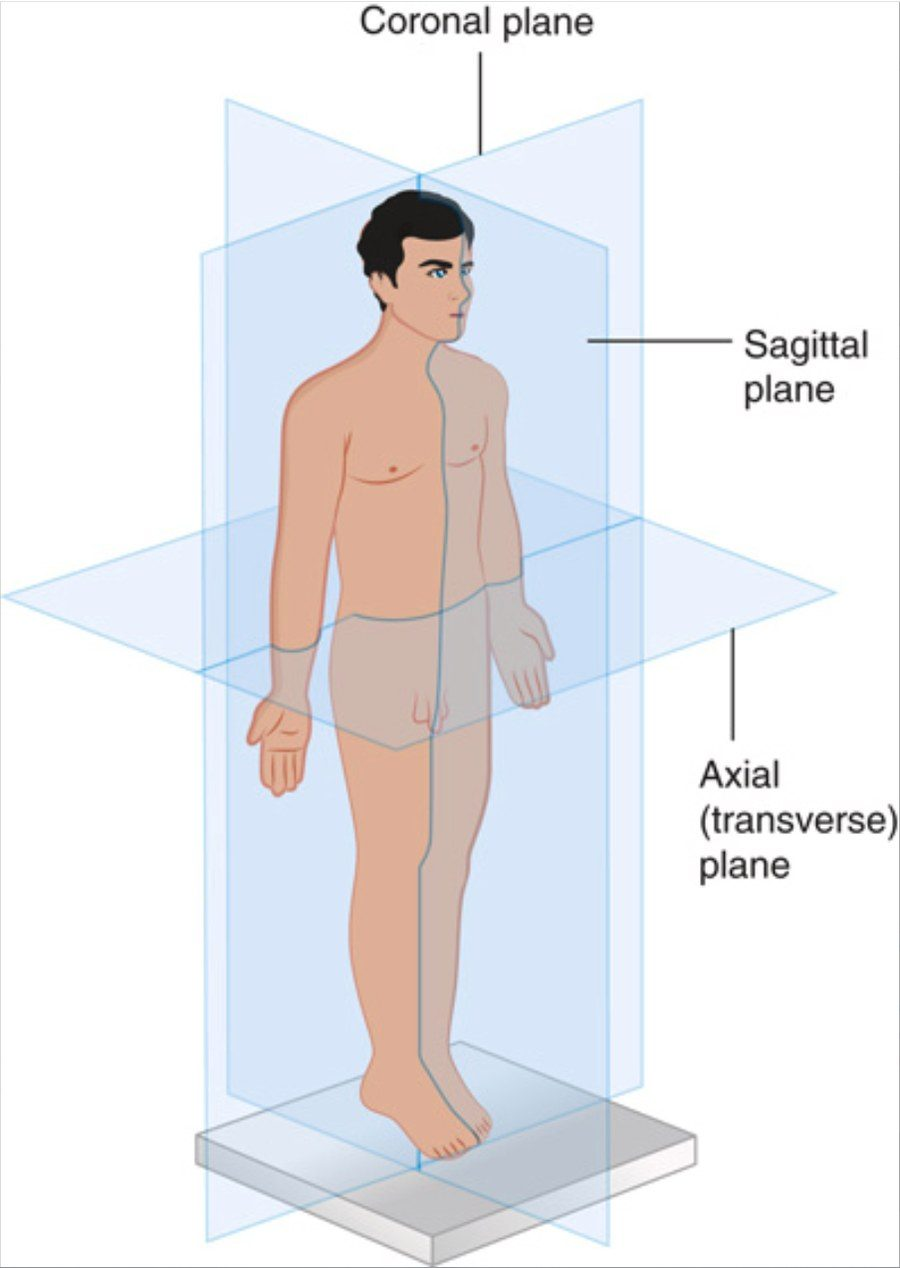 Coronal plane
Sagittal
plane
Axial
(transverse)
plane